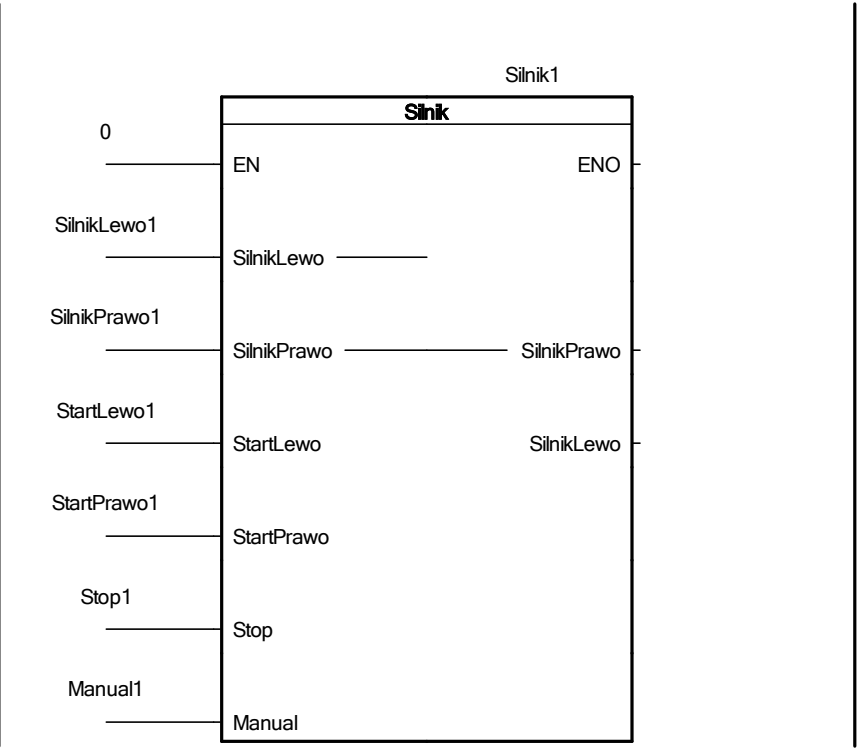 Silnik1
Silnik
0
EN ENO
SilnikLewo1
SilnikLewo
SilnikPrawo1
SilnikPrawo SilnikPrawo
StartLewo1
StartLewo SilnikLewo
StartPrawo1
StartPrawo
Stop1
Stop
Manual1
Manual